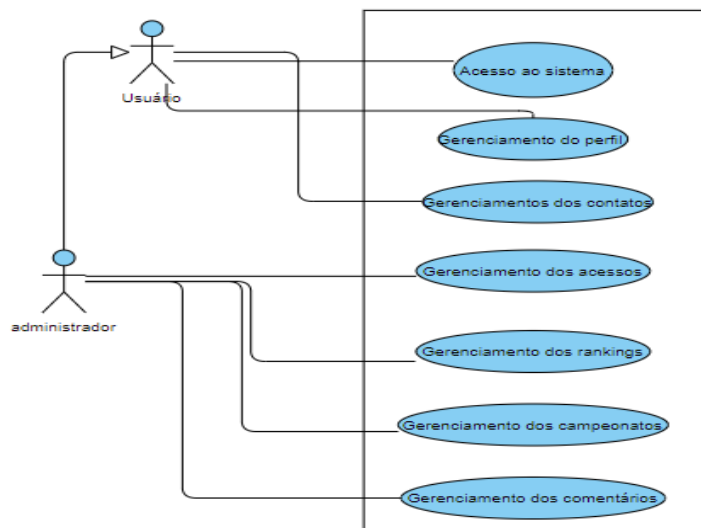 Acesso ao sistema
Usuário
Gerenciamento do perfil
Gerenciamentos dos contatos
Gerenciamento dos acessos
administrador
Gerenciamento dos rankings
Gerenciamento dos campeonatos
Gerenciamento dos comentários